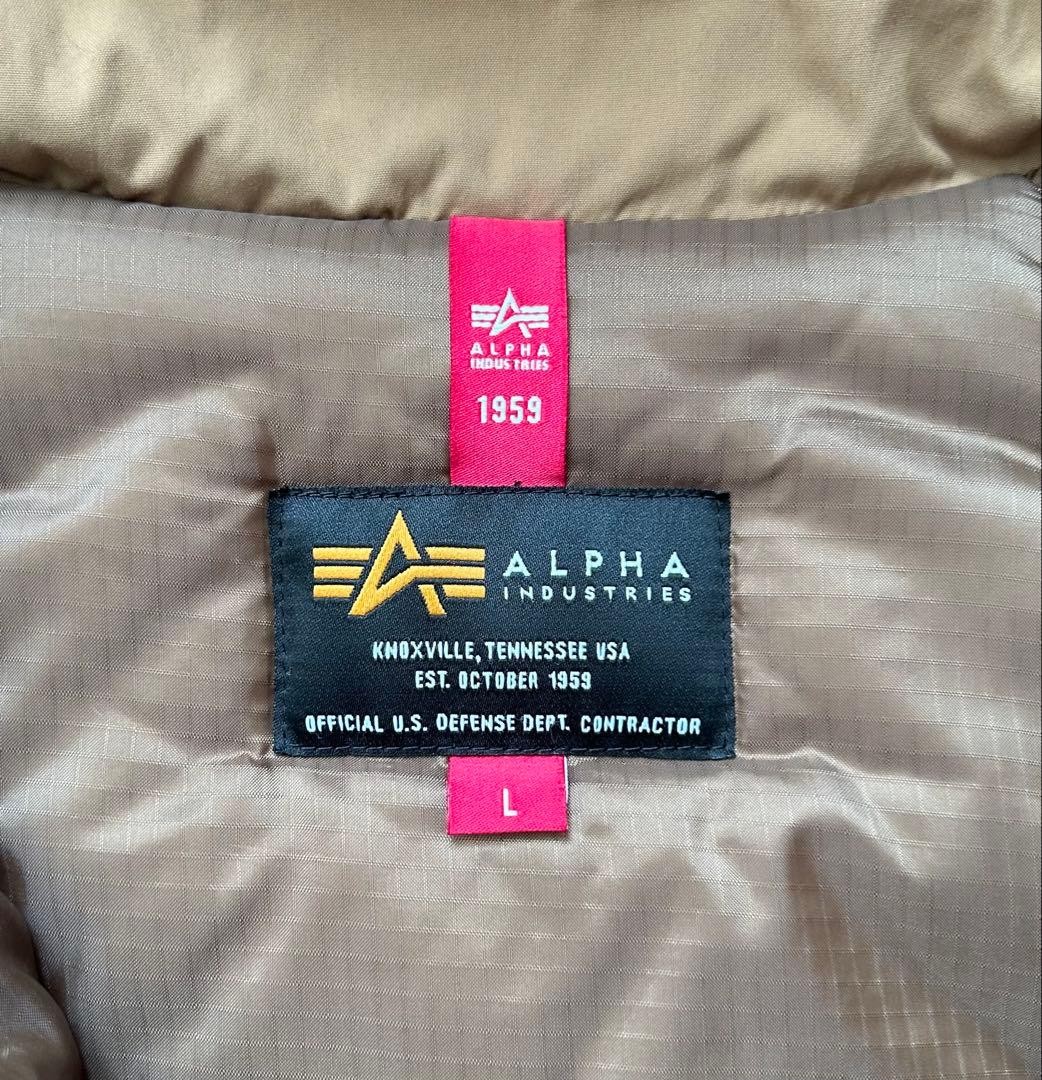 ALPHA
INDUSTRIES
1959
ALPHA
INDUSTRIES
KNOXVILLE, TENNESSEE USA
EST. OCTOBER 1959
OFFICIAL U.S. DEFENSE DEPT. CONTRACTOR
L